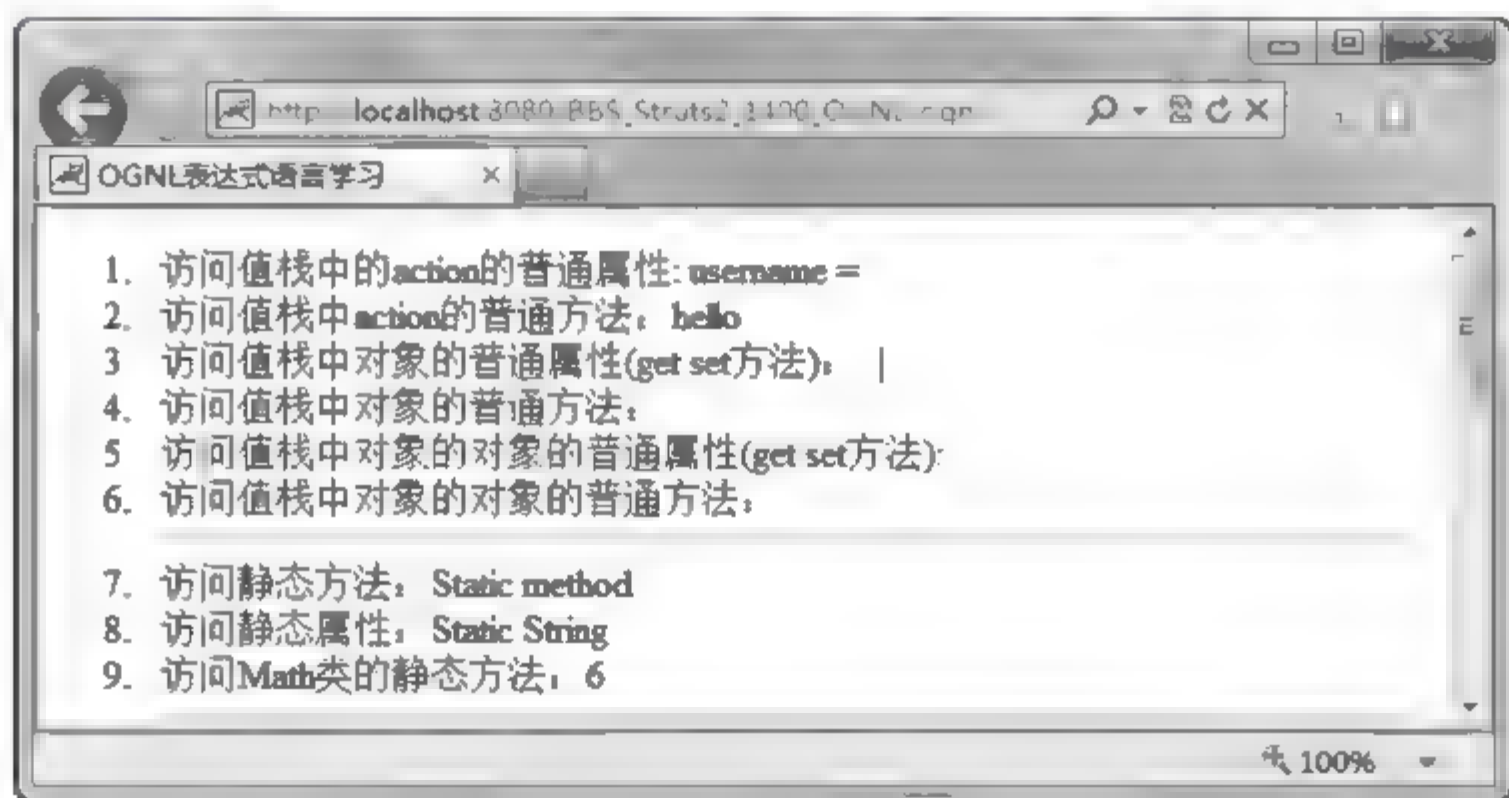 localhost
OGNL表达式语言学习
1. 访问值栈中的action的普通属性: username =
2. 访问值栈中action的普通方法：hello
3 访问值栈中对象的普通属性(get set方法)： |
4. 访问值栈中对象的普通方法：
5 访问值栈中对象的对象的普通属性(get set方法):
6. 访问值栈中对象的对象的普通方法：
7. 访问静态方法：Static method
8. 访问静态属性：Static String
9. 访问Math类的静态方法：6
100%